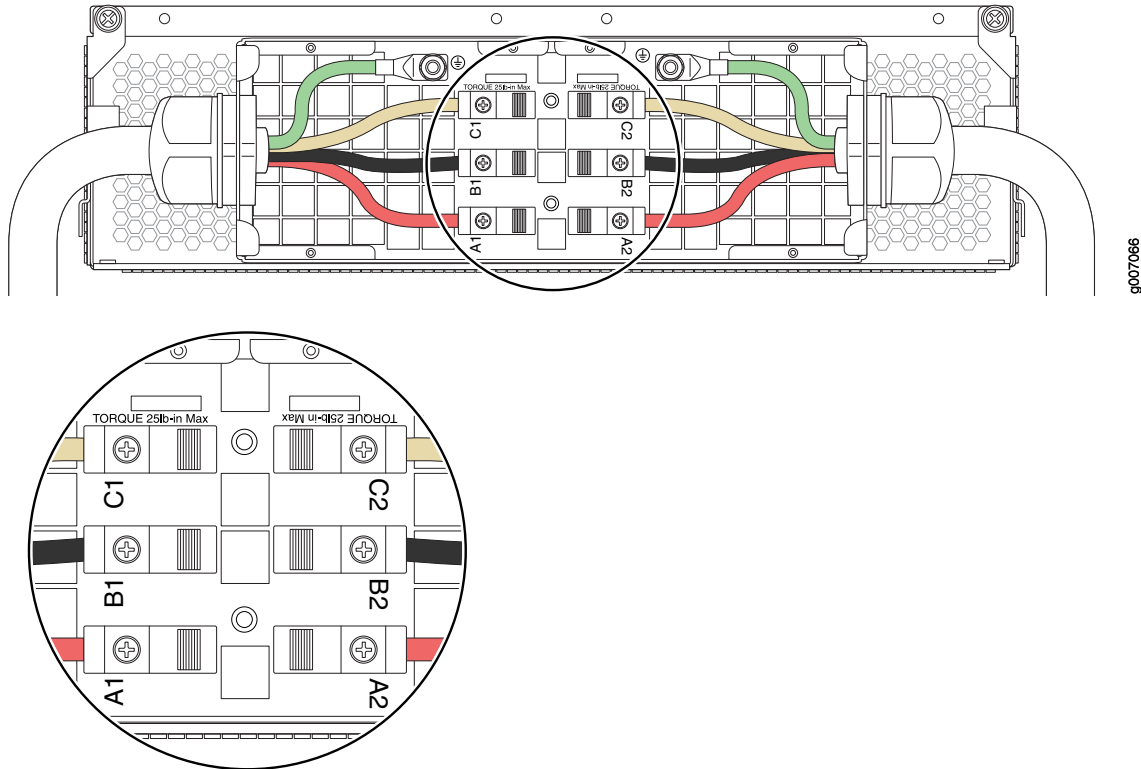 TORQUE 25lb-in Max
TORQUE 25lb-in Max
C1
C2
B1
B2
A1
A2
g007066
TORQUE 25lb-in Max
TORQUE 25lb-in Max
C1
C2
B1
B2
A1
A2